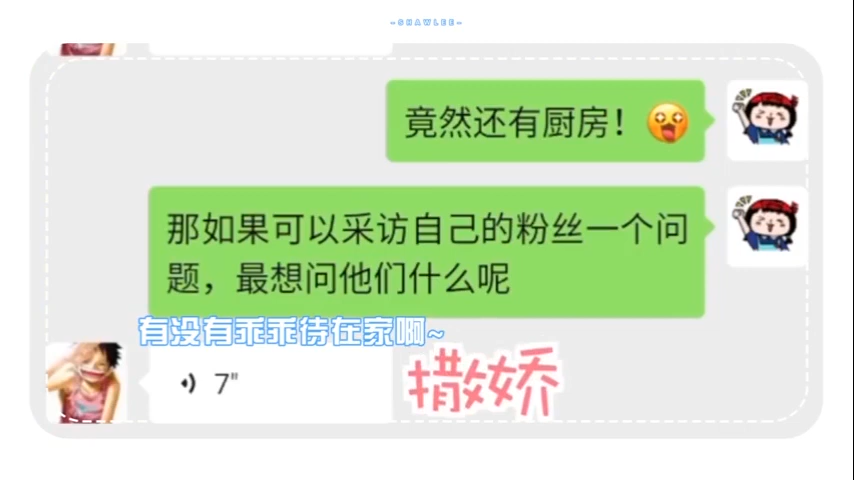 ~SHAWLEE~
竟然还有厨房！
那如果可以采访自己的粉丝一个问
题，最想问他们什么呢
有没有乖乖待在家啊~
7"
撒娇